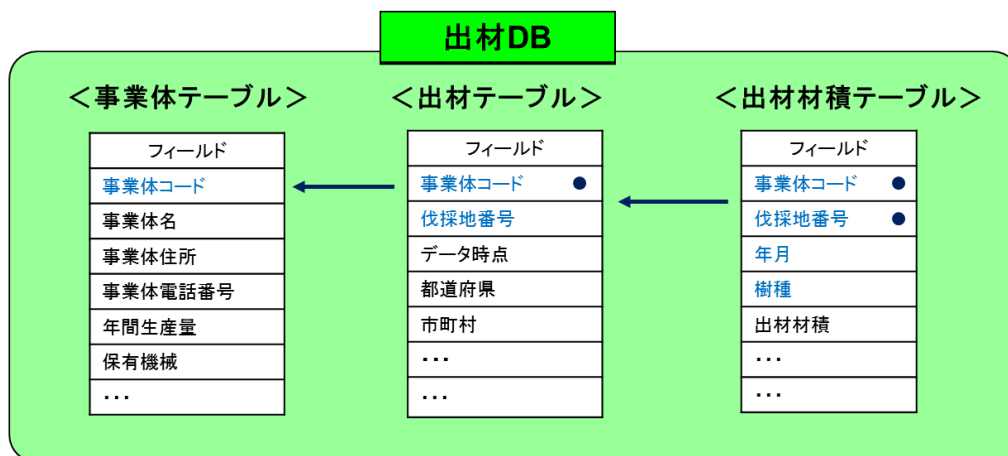 出材DB
＜事業体テーブル＞
フィールド
事業体コード
事業体名
事業体住所
事業体電話番号
年間生産量
保有機械
･･･
＜出材テーブル＞
フィールド
事業体コード ●
伐採地番号
データ時点
都道府県
市町村
･･･
･･･
＜出材材積テーブル＞
フィールド
事業体コード ●
伐採地番号 ●
年月
樹種
出材材積
･･･
･･･